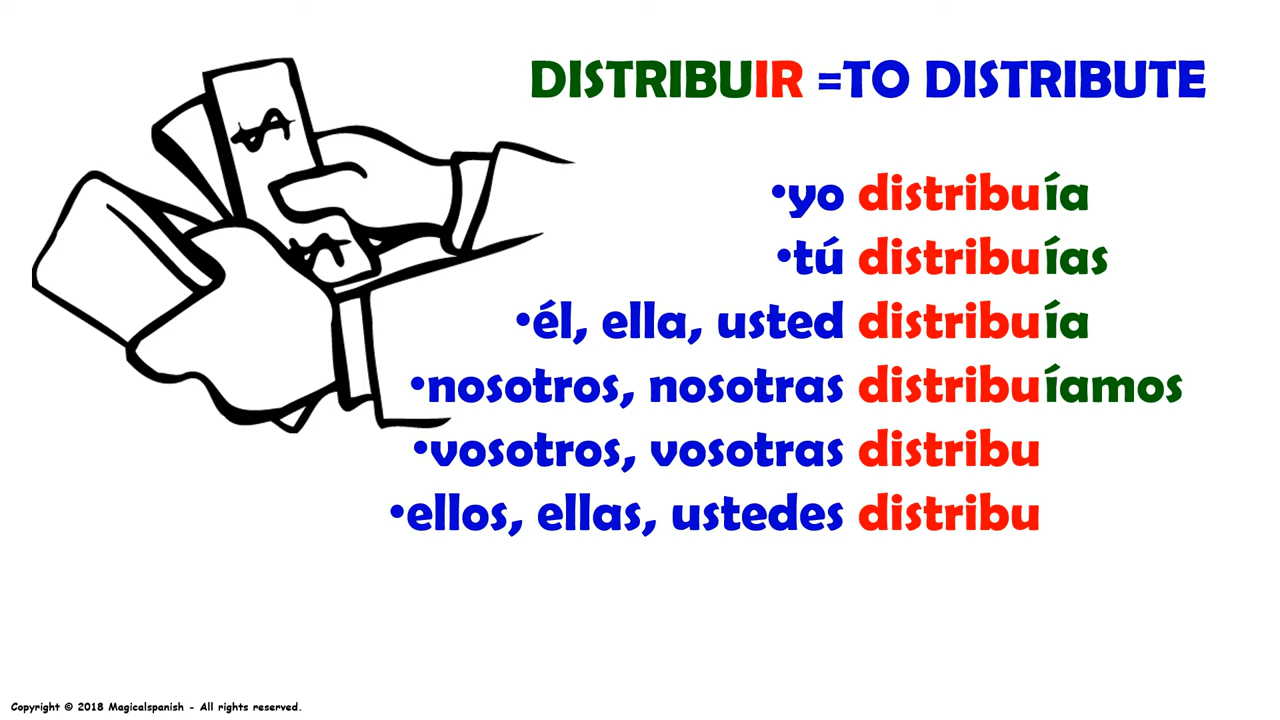 DISTRIBUIR =TO DISTRIBUTE
•yo distribuía
•tú distribuías
•él, ella, usted distribuía
•nosotros, nosotras distribuíamos
•vosotros, vosotras distribu
•ellos, ellas, ustedes distribu
$
$
Copyright © 2018 Magicalspanish - All rights reserved.